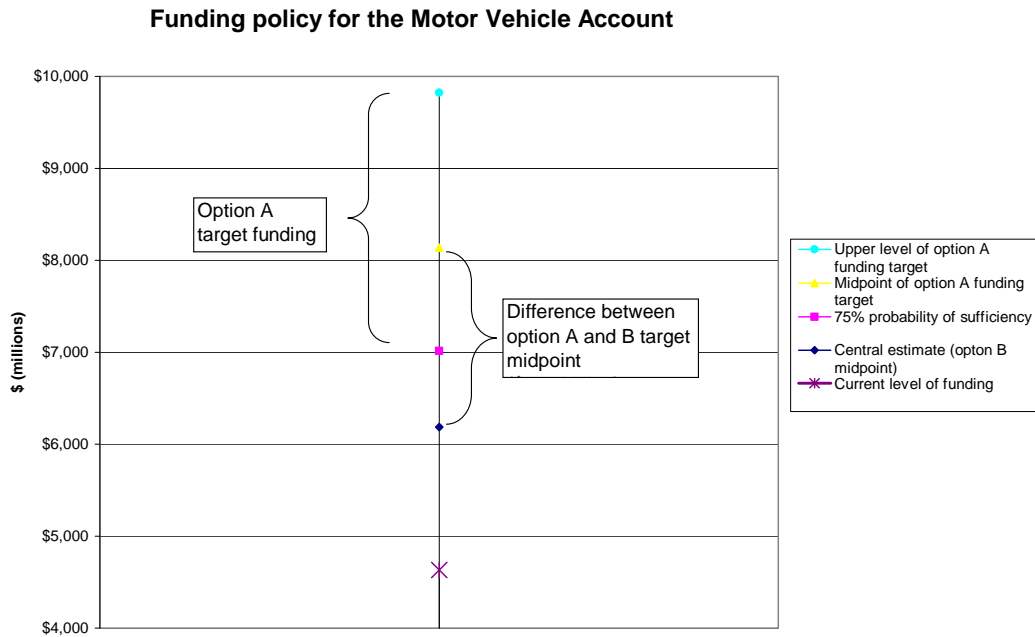 Funding policy for the Motor Vehicle Account
$10,000
$9,000
$8,000
$7,000
$6,000
$5,000
$4,000
$ (millions)
Option A
target funding
Difference between
option A and B target
midpoint
Upper level of option A
funding target
Midpoint of option A funding
target
75% probability of sufficiency
Central estimate (opton B
midpoint)
Current level of funding